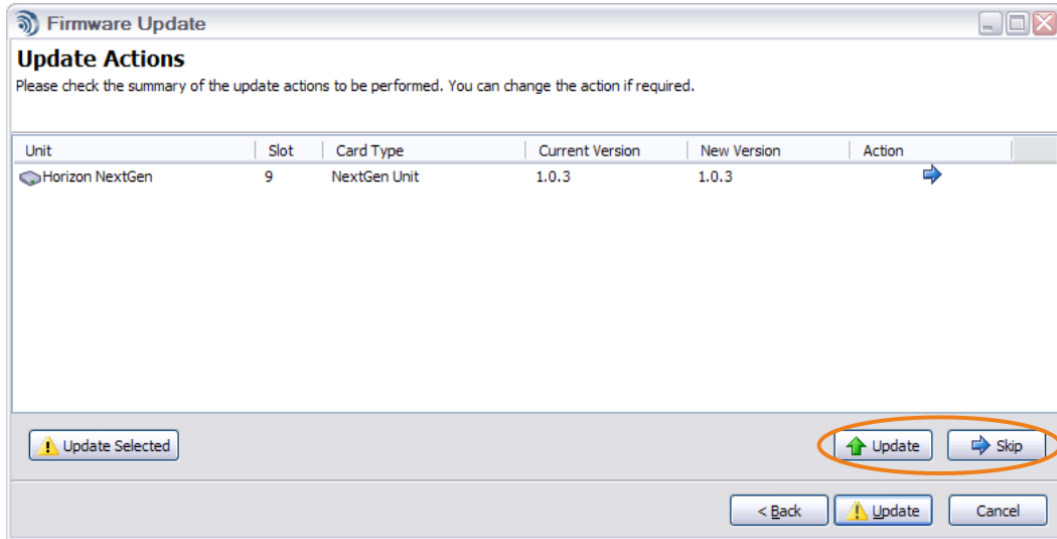 Firmware Update
Update Actions
Please check the summary of the update actions to be performed. You can change the action if required.
Unit Slot Card Type Current Version New Version Action
Horizon NextGen 9 NextGen Unit 1.0.3 1.0.3
Update Selected Update Skip
< Back Update Cancel